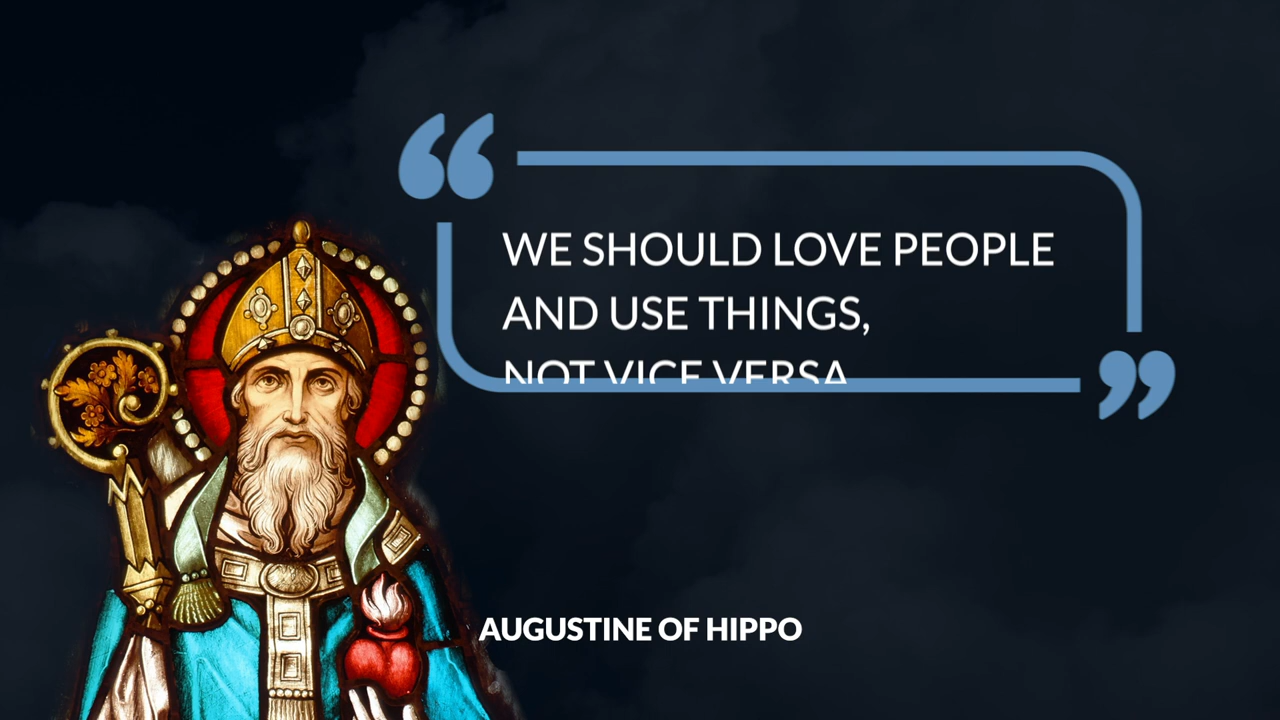 WE SHOULD LOVE PEOPLE
AND USE THINGS,
NOT VICE VERSA
AUGUSTINE OF HIPPO